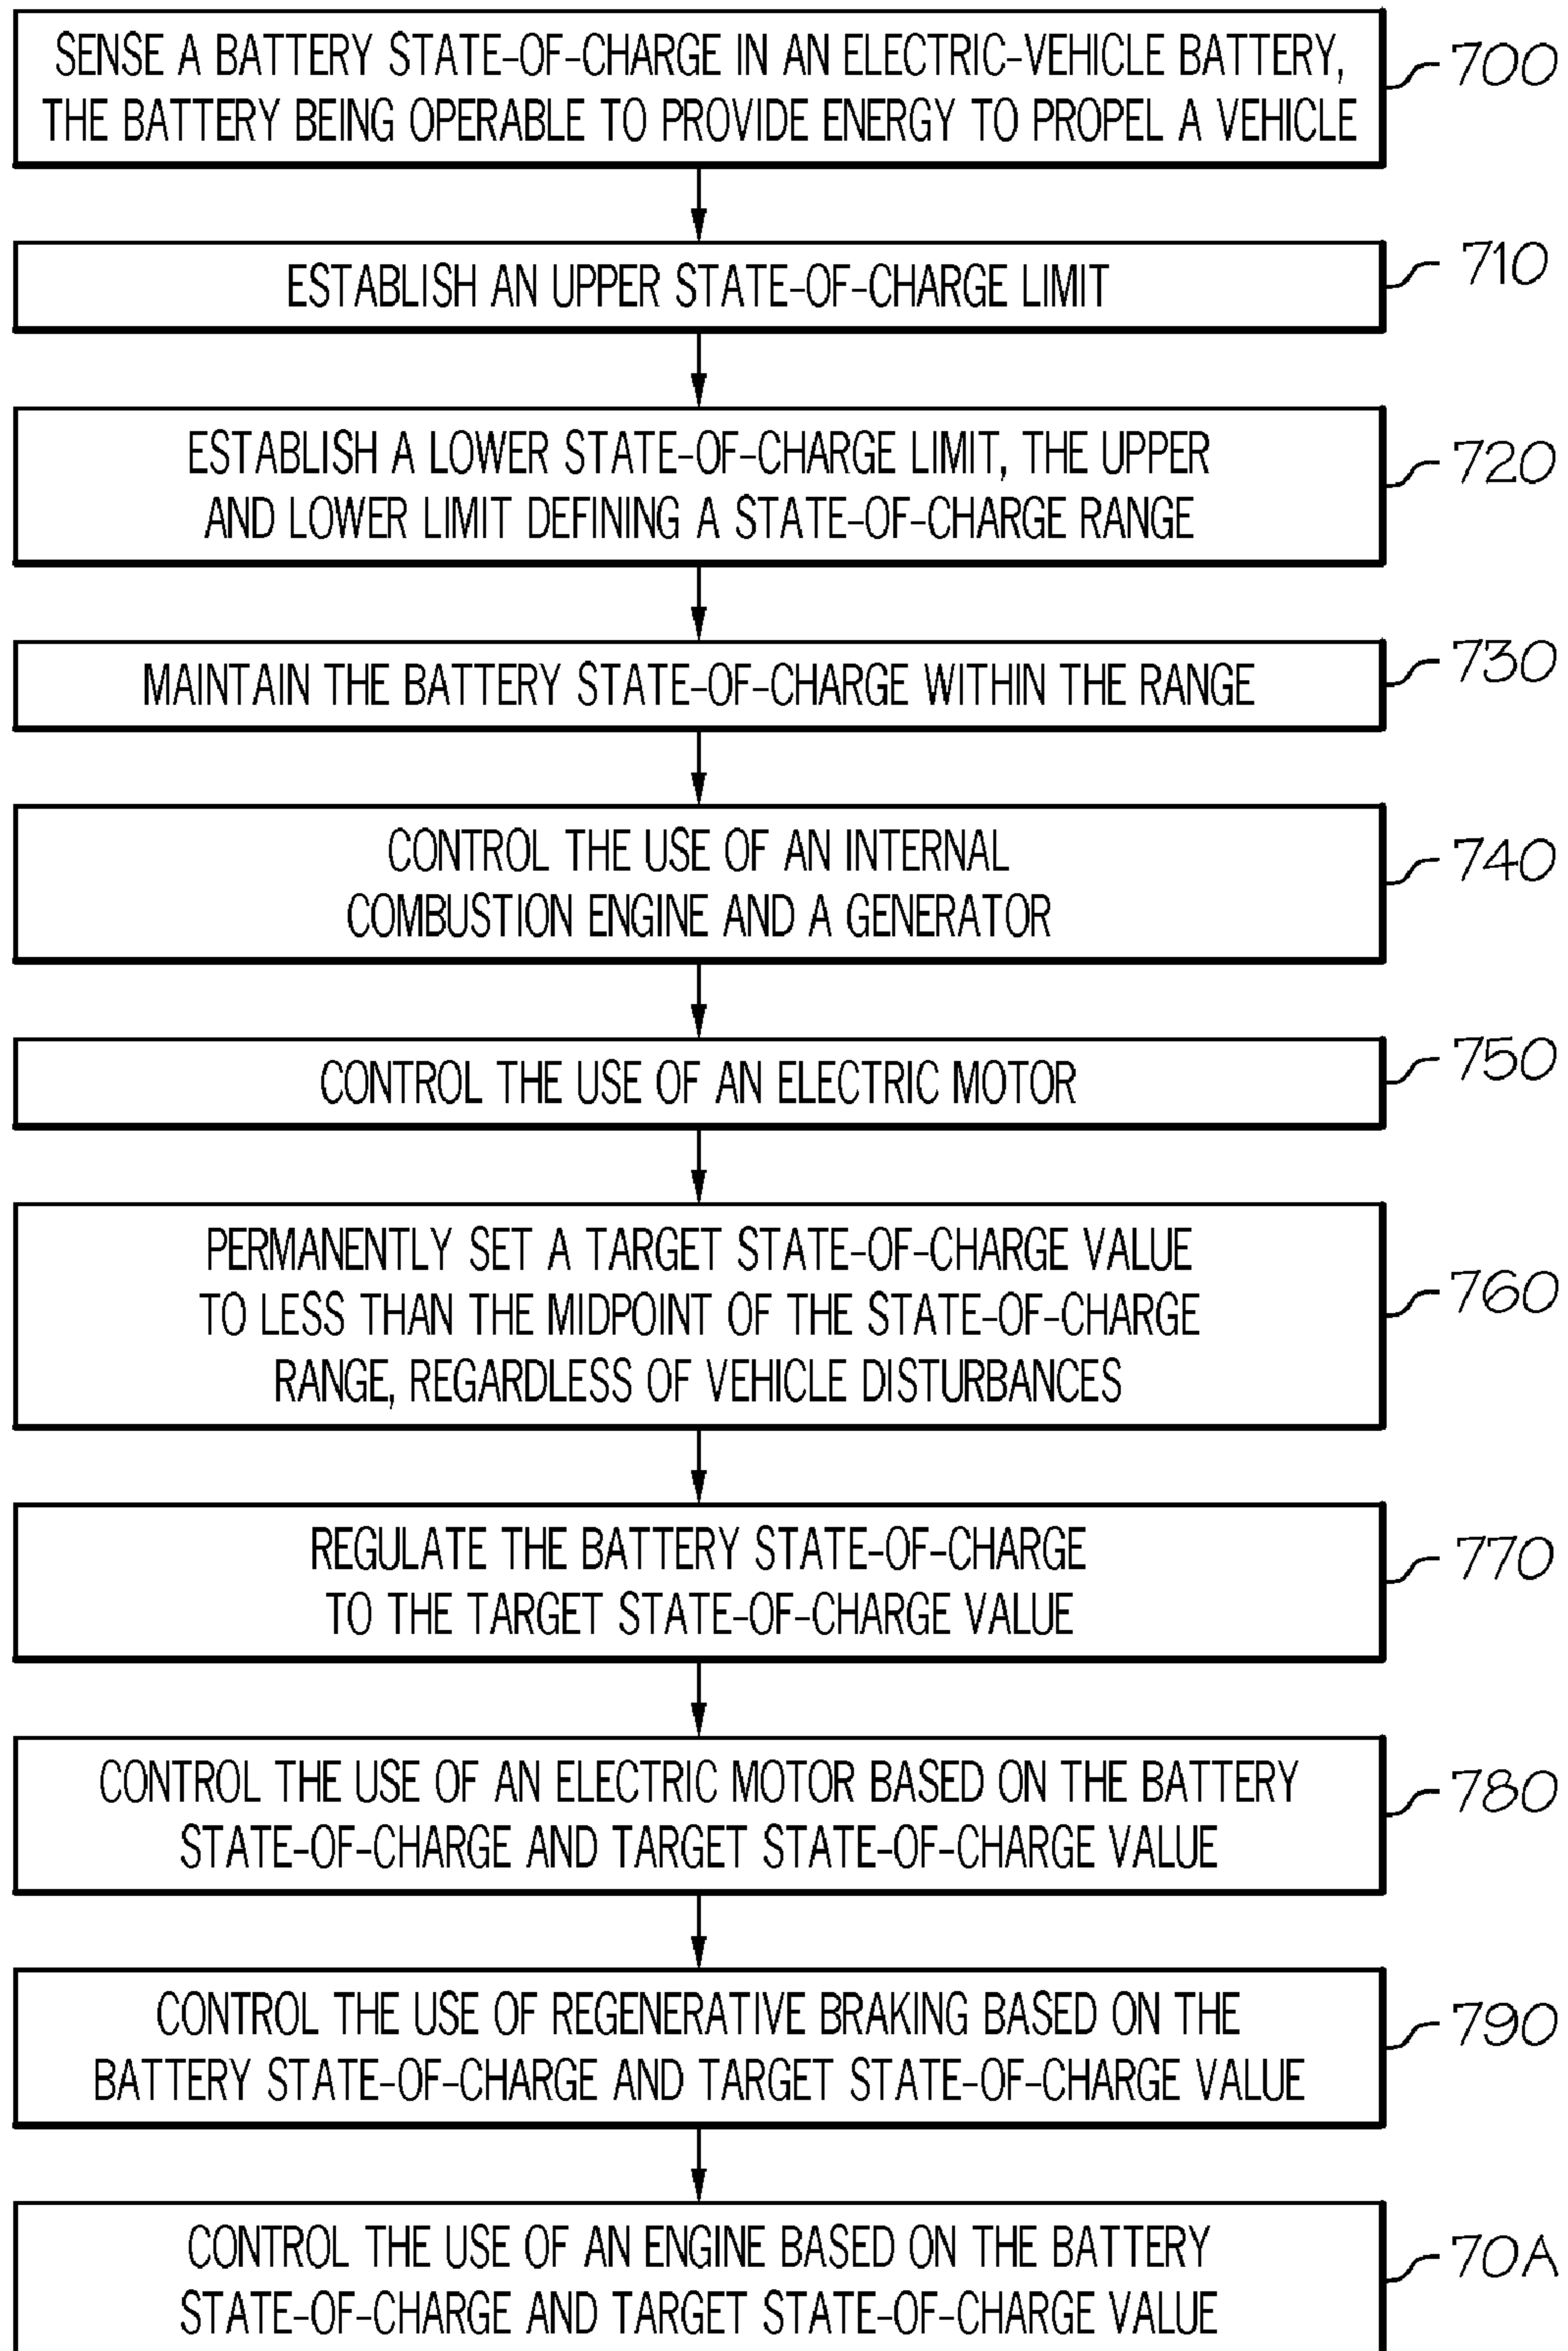 SENSE A BATTERY STATE-OF-CHARGE IN AN ELECTRIC-VEHICLE BATTERY,
THE BATTERY BEING OPERABLE TO PROVIDE ENERGY TO PROPEL A VEHICLE
700
ESTABLISH AN UPPER STATE-OF-CHARGE LIMIT
710
ESTABLISH A LOWER STATE-OF-CHARGE LIMIT, THE UPPER
AND LOWER LIMIT DEFINING A STATE-OF-CHARGE RANGE
720
MAINTAIN THE BATTERY STATE-OF-CHARGE WITHIN THE RANGE
730
CONTROL THE USE OF AN INTERNAL
COMBUSTION ENGINE AND A GENERATOR
740
CONTROL THE USE OF AN ELECTRIC MOTOR
750
PERMANENTLY SET A TARGET STATE-OF-CHARGE VALUE
TO LESS THAN THE MIDPOINT OF THE STATE-OF-CHARGE
RANGE, REGARDLESS OF VEHICLE DISTURBANCES
760
REGULATE THE BATTERY STATE-OF-CHARGE
TO THE TARGET STATE-OF-CHARGE VALUE
770
CONTROL THE USE OF AN ELECTRIC MOTOR BASED ON THE BATTERY
STATE-OF-CHARGE AND TARGET STATE-OF-CHARGE VALUE
780
CONTROL THE USE OF REGENERATIVE BRAKING BASED ON THE
BATTERY STATE-OF-CHARGE AND TARGET STATE-OF-CHARGE VALUE
790
CONTROL THE USE OF AN ENGINE BASED ON THE BATTERY
STATE-OF-CHARGE AND TARGET STATE-OF-CHARGE VALUE
70A